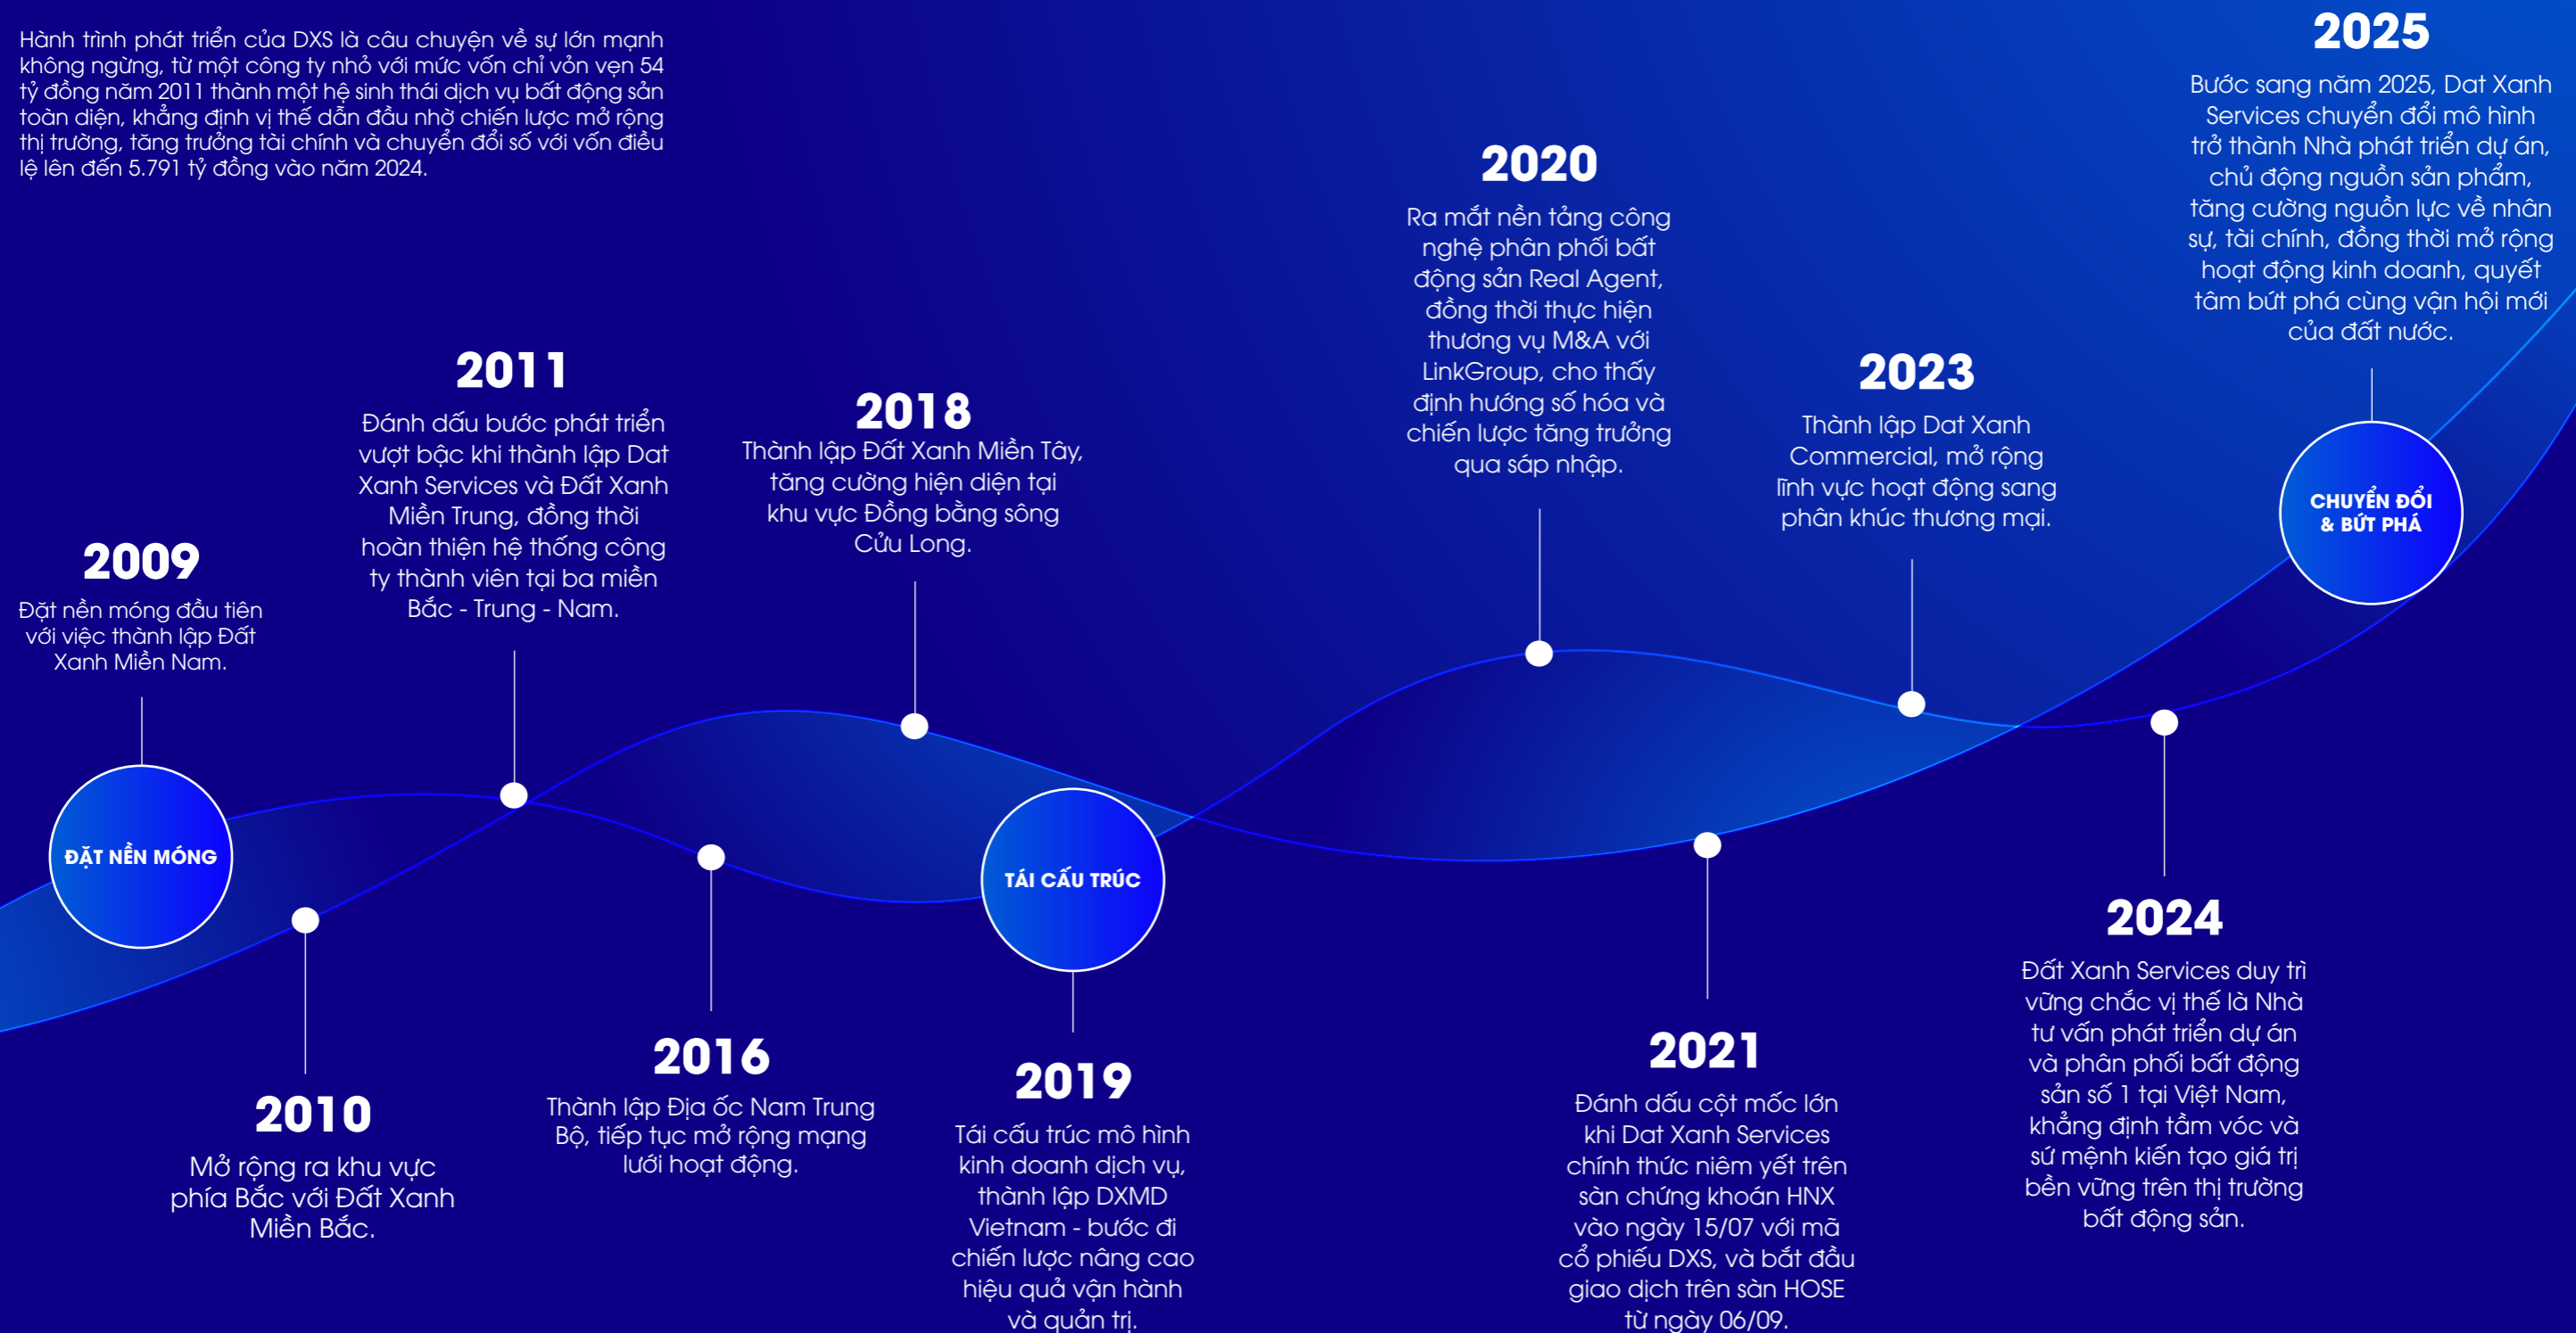 Hành trình phát triển của DXS là câu chuyện về sự lớn mạnh
không ngừng, từ một công ty nhỏ với mức vốn chỉ vỏn vẹn 54
tỷ đồng năm 2011 thành một hệ sinh thái dịch vụ bất động sản
toàn diện, khẳng định vị thế dẫn đầu nhờ chiến lược mở rộng
thị trường, tăng trưởng tài chính và chuyển đổi số với vốn điều
lệ lên đến 5.791 tỷ đồng vào năm 2024.
2009
Đặt nền móng đầu tiên
với việc thành lập Đất
Xanh Miền Nam.
ĐẶT NỀN MÓNG
2010
Mở rộng ra khu vực
phía Bắc với Đất Xanh
Miền Bắc.
2011
Đánh dấu bước phát triển
vượt bậc khi thành lập Dat
Xanh Services và Đất Xanh
Miền Trung, đồng thời
hoàn thiện hệ thống công
ty thành viên tại ba miền
Bắc - Trung - Nam.
2016
Thành lập Địa ốc Nam Trung
Bộ, tiếp tục mở rộng mạng
lưới hoạt động.
2018
Thành lập Đất Xanh Miền Tây,
tăng cường hiện diện tại
khu vực Đồng bằng sông
Cửu Long.
TÁI CẤU TRÚC
2019
Tái cấu trúc mô hình
kinh doanh dịch vụ,
thành lập DXMD
Vietnam - bước đi
chiến lược nâng cao
hiệu quả vận hành
và quản trị.
2020
Ra mắt nền tảng công
nghệ phân phối bất
động sản Real Agent,
đồng thời thực hiện
thương vụ M&A với
LinkGroup, cho thấy
định hướng số hóa và
chiến lược tăng trưởng
qua sáp nhập.
2021
Đánh dấu cột mốc lớn
khi Dat Xanh Services
chính thức niêm yết trên
sàn chứng khoán HNX
vào ngày 15/07 với mã
cổ phiếu DXS, và bắt đầu
giao dịch trên sàn HOSE
từ ngày 06/09.
2023
Thành lập Dat Xanh
Commercial, mở rộng
lĩnh vực hoạt động sang
phân khúc thương mại.
2024
Đất Xanh Services duy trì
vững chắc vị thế là Nhà
tư vấn phát triển dự án
và phân phối bất động
sản số 1 tại Việt Nam,
khẳng định tầm vóc và
sứ mệnh kiến tạo giá trị
bền vững trên thị trường
bất động sản.
2025
Bước sang năm 2025, Dat Xanh
Services chuyển đổi mô hình
trở thành Nhà phát triển dự án,
chủ động nguồn sản phẩm,
tăng cường nguồn lực về nhân
sự, tài chính, đồng thời mở rộng
hoạt động kinh doanh, quyết
tâm bứt phá cùng vận hội mới
của đất nước.
CHUYỂN ĐỔI
& BỨT PHÁ